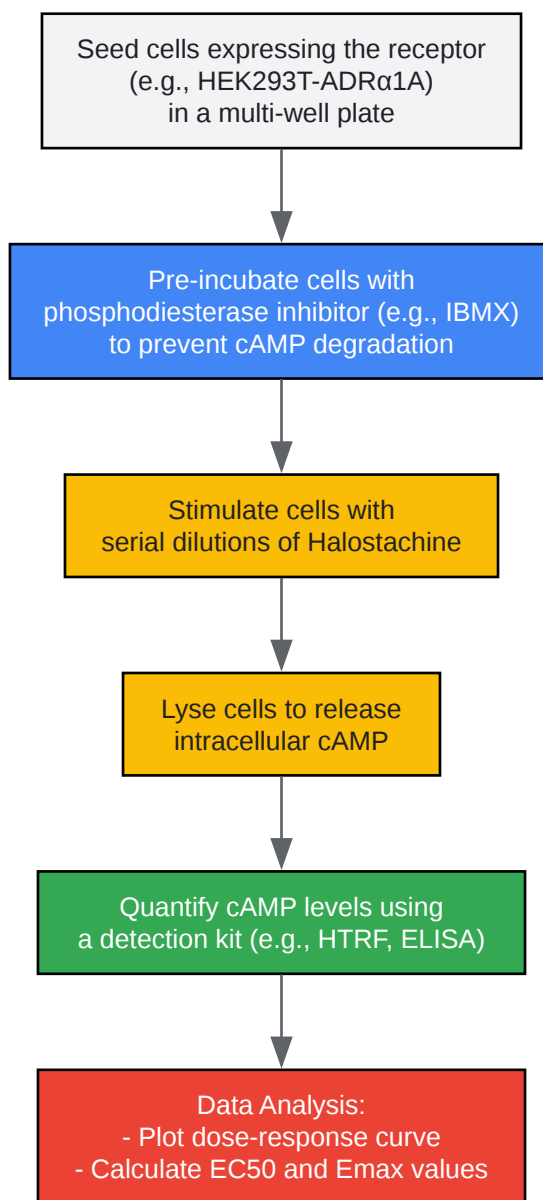 Seed cells expressing the receptor
(e.g., HEK293T-ADRα1A)
in a multi-well plate
Pre-incubate cells with
phosphodiesterase inhibitor (e.g., IBMX)
to prevent cAMP degradation
Stimulate cells with
serial dilutions of Halostachine
Lyse cells to release
intracellular cAMP
Quantify cAMP levels using
a detection kit (e.g., HTRF, ELISA)
Data Analysis:
- Plot dose-response curve
- Calculate EC50 and Emax values